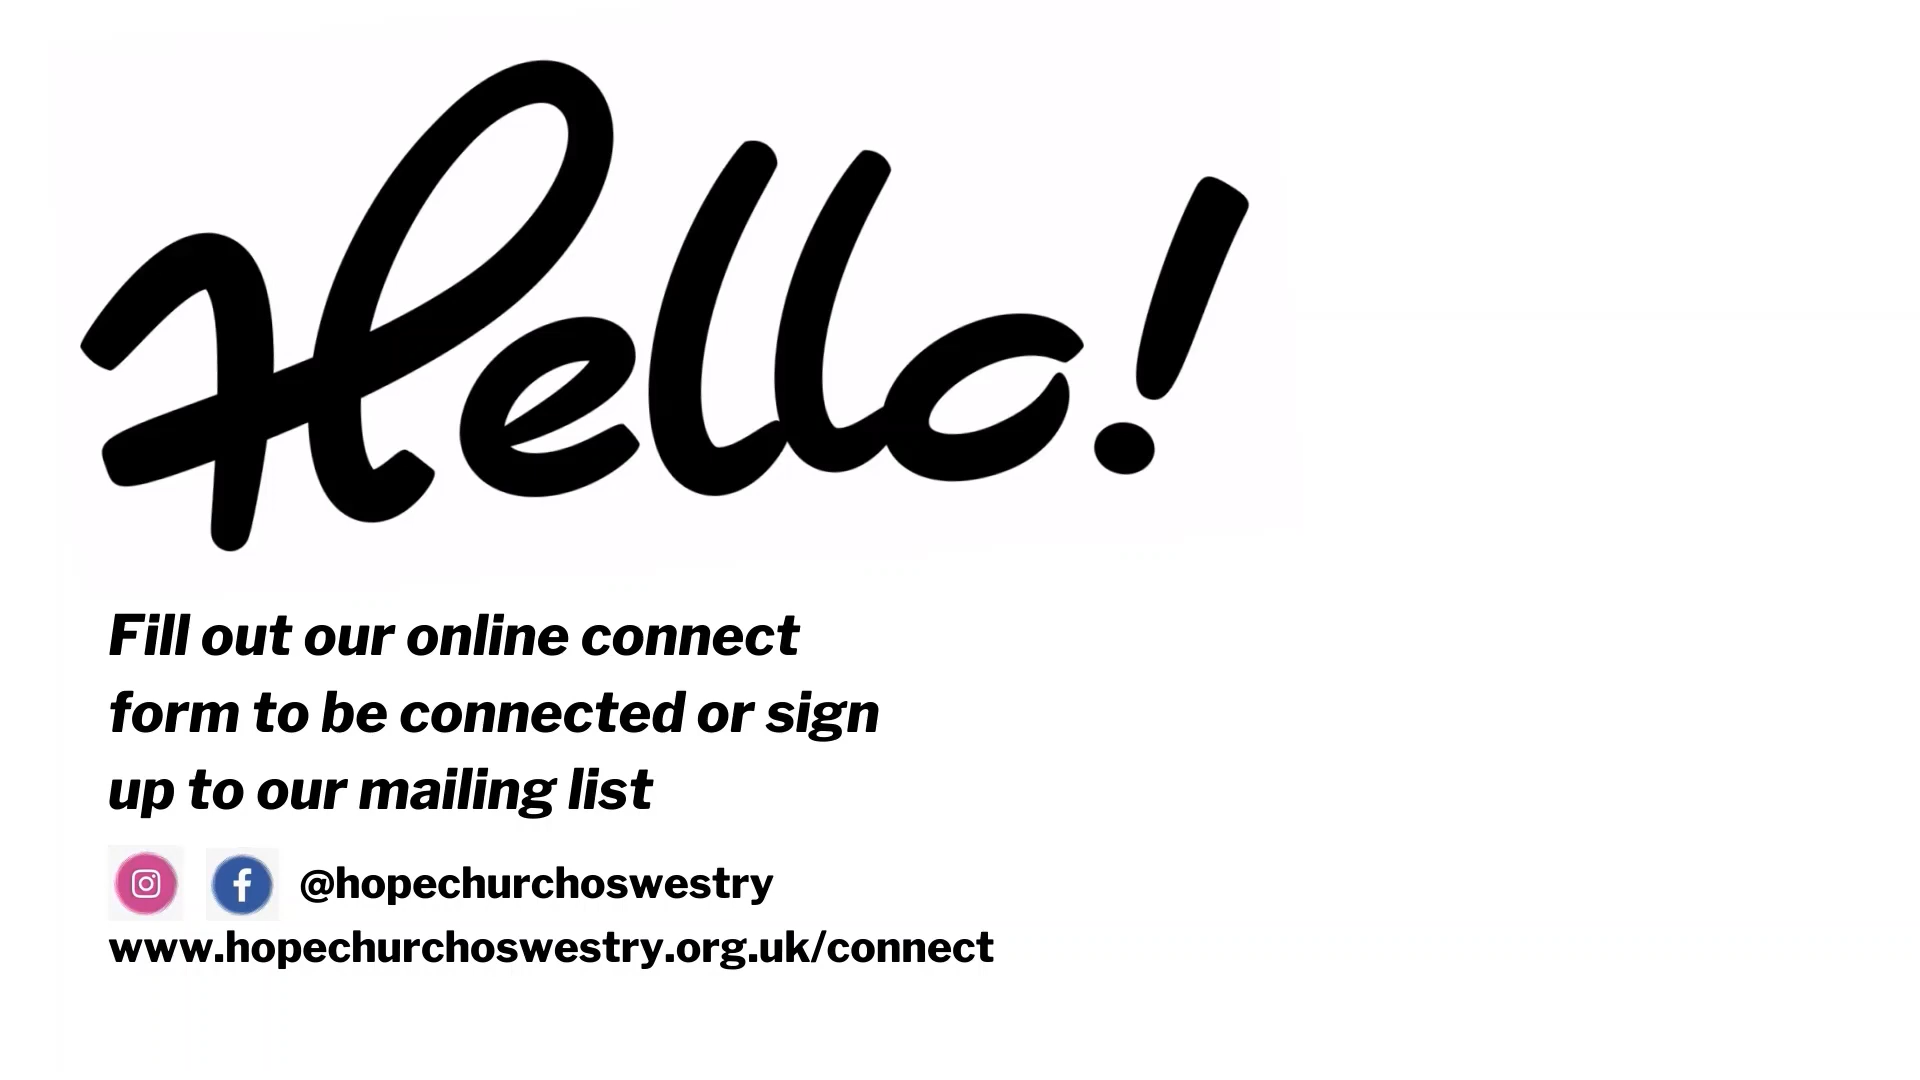 Hello!
Fill out our online connect
form to be connected or sign
up to our mailing list
@hopechurchoswestry
www.hopechurchoswestry.org.uk/connect